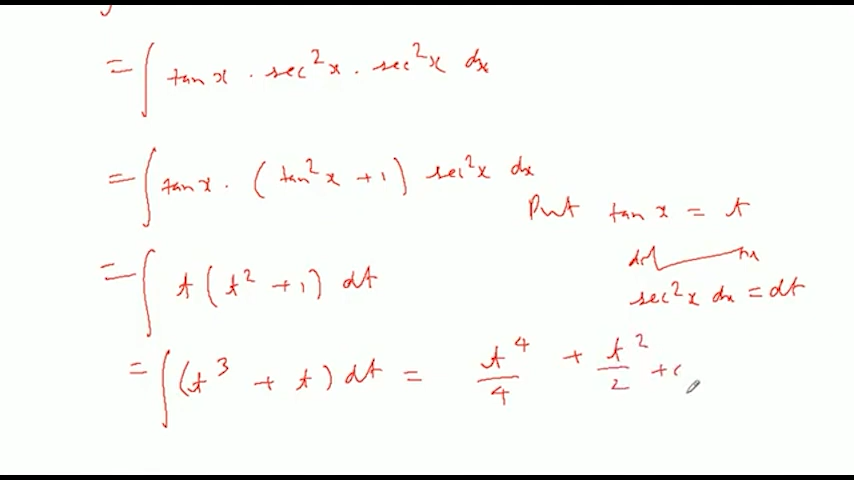 = ∫ tan x · sec²x · sec²x dx
= ∫ tan x · (tan²x + 1) sec²x dx
Put tan x = t
= ∫ t (t² + 1) dt
sec²x dx = dt
= ∫ (t³ + t) dt = t⁴/4 + t²/2 + c